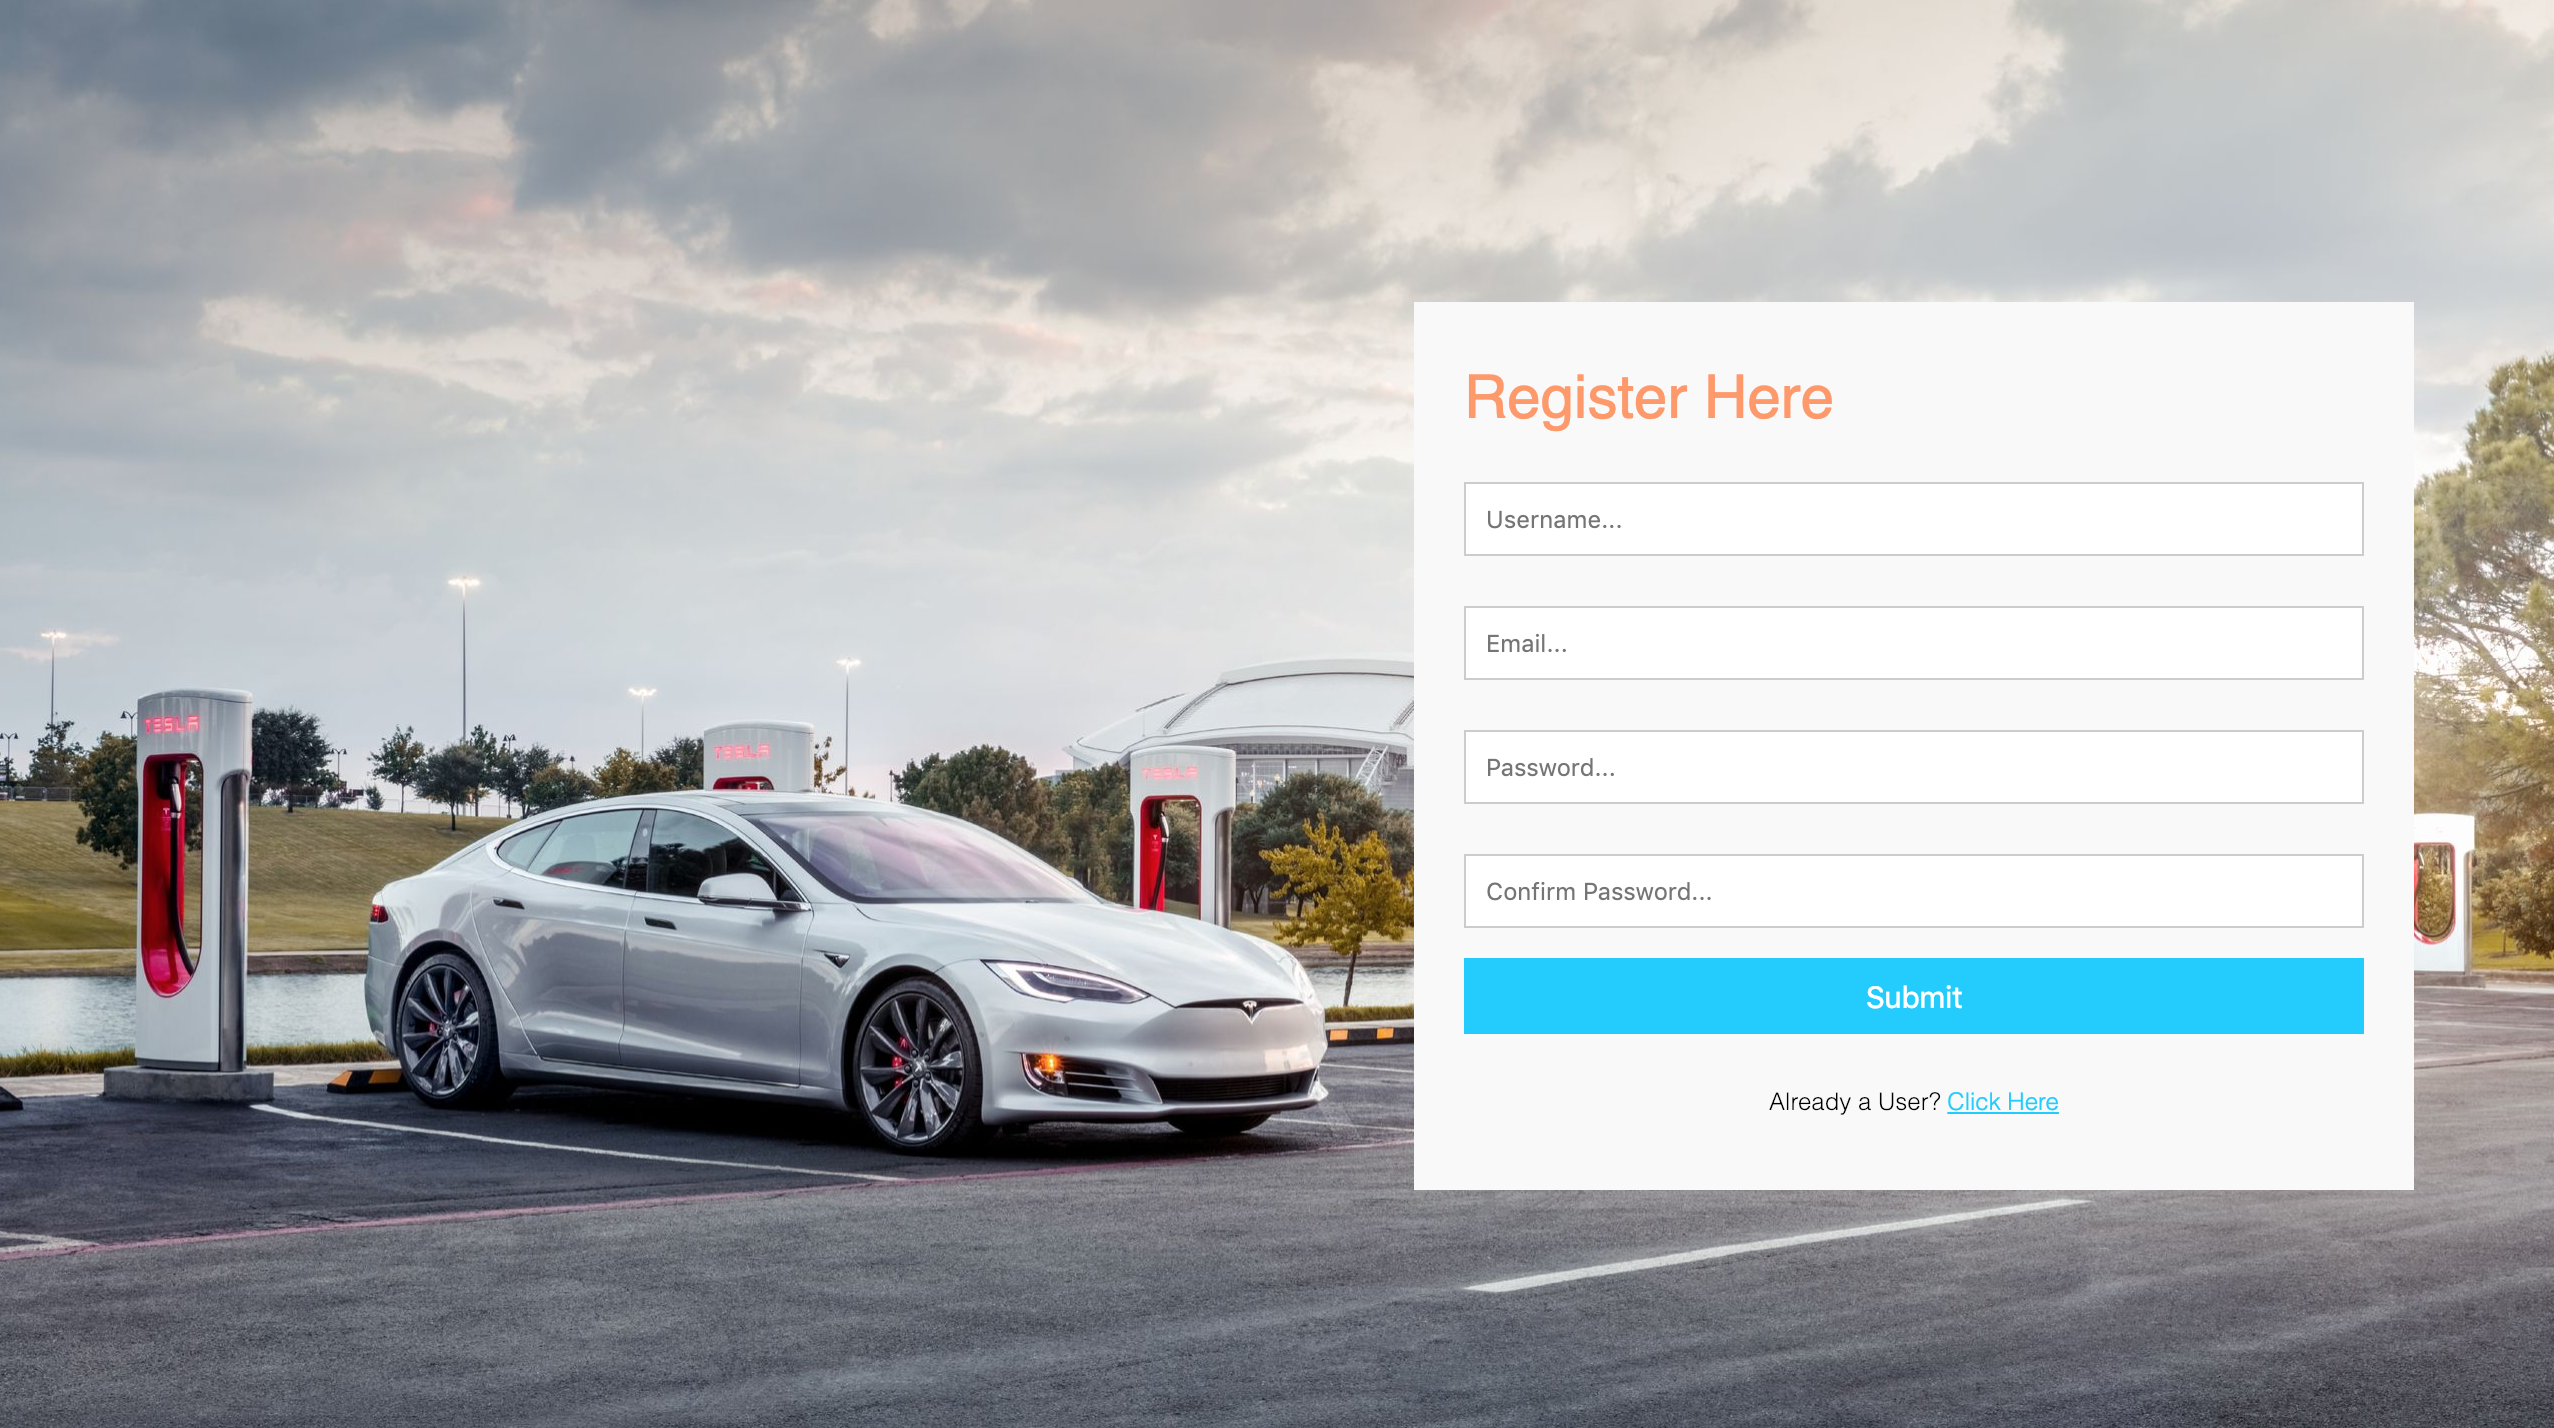 Register Here
Username...
Email...
Password...
Confirm Password...
Submit
Already a User? Click Here
TESLA
TESLA
TESLA